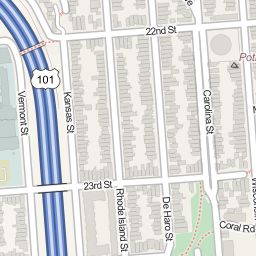 22nd St
101
Vermont St
Kansas St
Rhode Island St
Carolina St
23rd St
De Haro St
Coral Rd